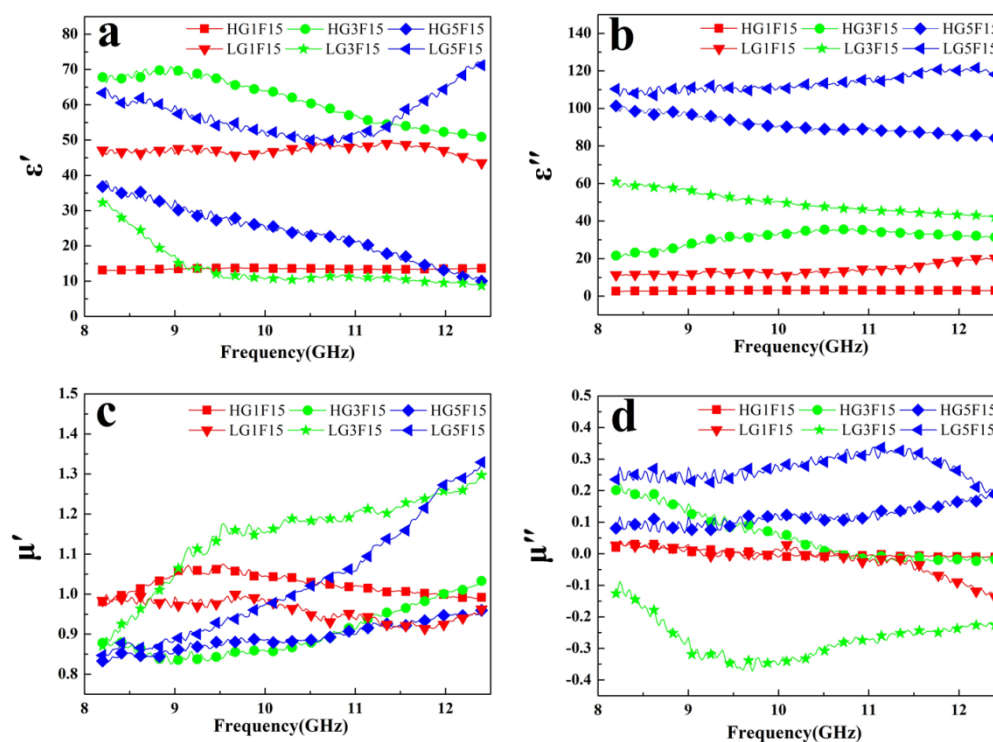 a
HG1F15 HG3F15 HG5F15
LG1F15 LG3F15 LG5F15
ε′
85
80
70
60
50
40
30
20
10
0
8 9 10 11 12
Frequency(GHz)
b
HG1F15 HG3F15 HG5F15
LG1F15 LG3F15 LG5F15
ε″
140
120
100
80
60
40
20
0
8 9 10 11 12
Frequency(GHz)
c
HG1F15 HG3F15 HG5F15
LG1F15 LG3F15 LG5F15
μ′
1.5
1.4
1.3
1.2
1.1
1.0
0.9
0.8
8 9 10 11 12
Frequency(GHz)
d
HG1F15 HG3F15 HG5F15
LG1F15 LG3F15 LG5F15
μ″
0.5
0.4
0.3
0.2
0.1
0.0
-0.1
-0.2
-0.3
-0.4
8 9 10 11 12
Frequency(GHz)